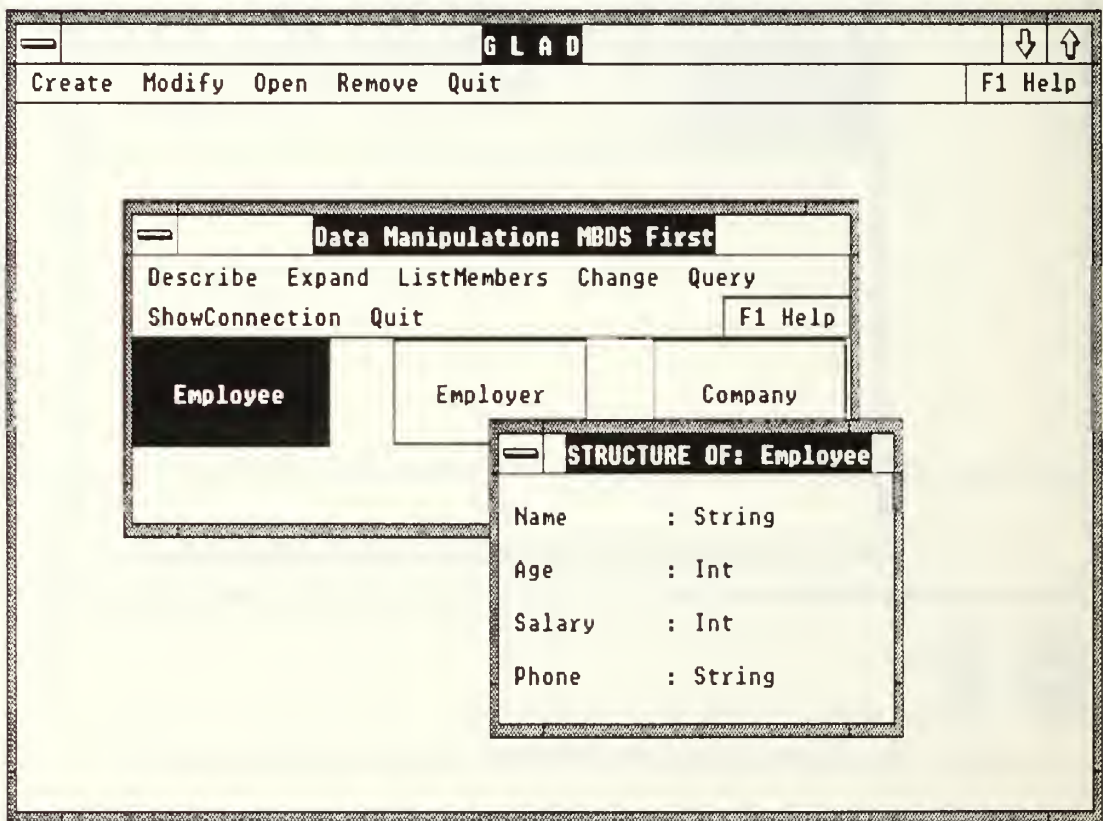 G L A D
Create Modify Open Remove Quit F1 Help
Data Manipulation: MBDS First
Describe Expand ListMembers Change Query
ShowConnection Quit F1 Help
Employee Employer Company
STRUCTURE OF: Employee
Name : String
Age : Int
Salary : Int
Phone : String